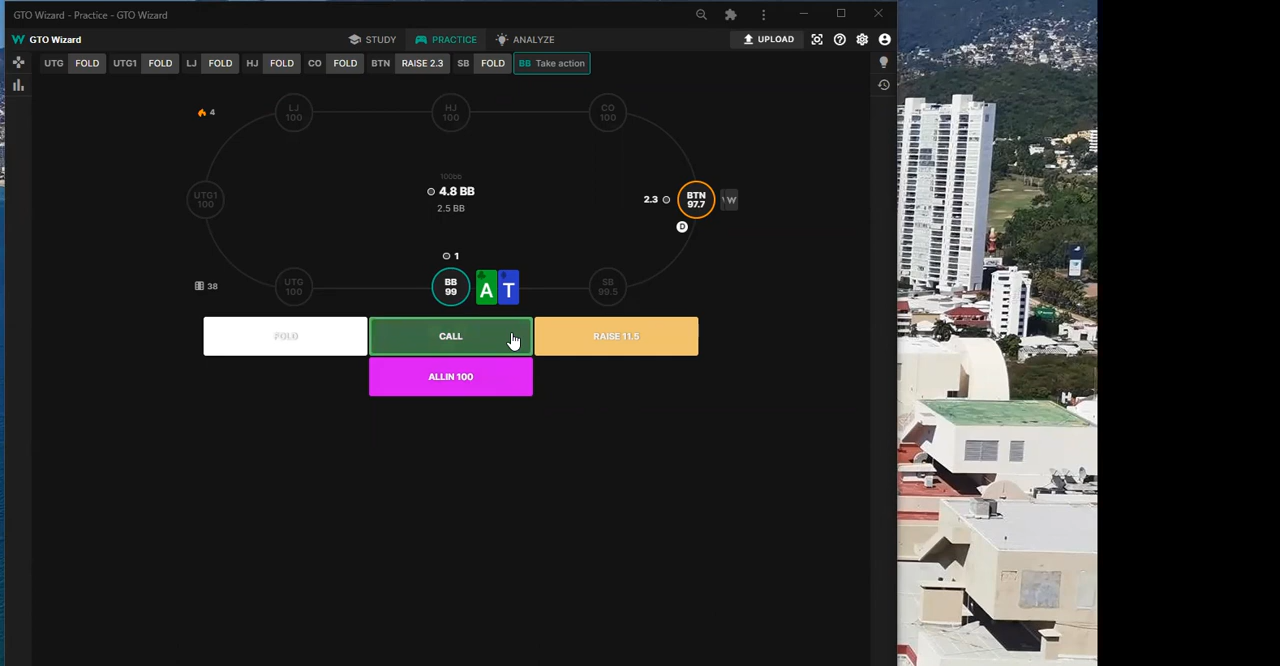 GTO Wizard - Practice - GTO Wizard
W GTO Wizard STUDY PRACTICE ANALYZE UPLOAD
UTG FOLD UTG1 FOLD LJ FOLD HJ FOLD CO FOLD BTN RAISE 2.3 SB FOLD BB Take action
4
LJ
100
HJ
100
CO
100
100bb
4.8 BB
2.5 BB
UTG1
100
2.3
BTN
97.7
W
D
1
38
UTG
100
BB
99
A T
SB
99.5
FOLD CALL RAISE 11.5
ALLIN 100